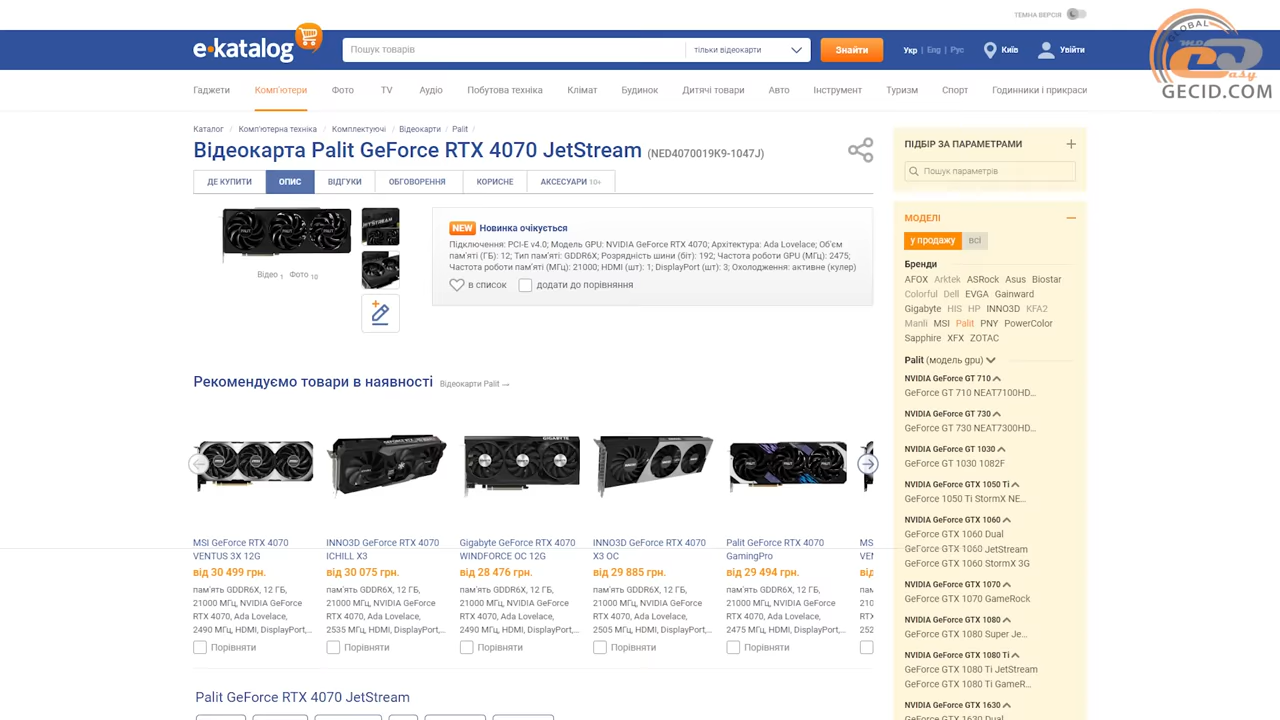 ТЕМНА ВЕРСІЯ
e·katalog
Пошук товарів
тільки відеокарти
Знайти
Укр | Eng | Рус
Київ
Увійти
GLOBAL
GECID.COM
Гаджети Комп'ютери Фото TV Аудіо Побутова техніка Клімат Будинок Дитячі товари Авто Інструмент Туризм Спорт Годинники і прикраси
Каталог / Комп'ютерна техніка / Комплектуючі / Відеокарти / Palit /
Відеокарта Palit GeForce RTX 4070 JetStream (NED4070019K9-1047J)
ДЕ КУПИТИ ОПИС ВІДГУКИ ОБГОВОРЕННЯ КОРИСНЕ АКСЕСУАРИ 10+
Відео 1 Фото 10
NEW Новинка очікується
Підключення: PCI-E v4.0; Модель GPU: NVIDIA GeForce RTX 4070; Архітектура: Ada Lovelace; Об'єм
пам'яті (ГБ): 12; Тип пам'яті: GDDR6X; Розрядність шини (біт): 192; Частота роботи GPU (МГц): 2475;
Частота роботи пам'яті (МГц): 21000; HDMI (шт): 1; DisplayPort (шт): 3; Охолодження: активне (кулер)
в список додати до порівняння
Рекомендуємо товари в наявності Відеокарти Palit →
MSI GeForce RTX 4070
VENTUS 3X 12G
від 30 499 грн.
пам'ять GDDR6X, 12 ГБ,
21000 МГц, NVIDIA GeForce
RTX 4070, Ada Lovelace,
2490 МГц, HDMI, DisplayPort,...
Порівняти
INNO3D GeForce RTX 4070
ICHILL X3
від 30 075 грн.
пам'ять GDDR6X, 12 ГБ,
21000 МГц, NVIDIA GeForce
RTX 4070, Ada Lovelace,
2535 МГц, HDMI, DisplayPort,...
Порівняти
Gigabyte GeForce RTX 4070
WINDFORCE OC 12G
від 28 476 грн.
пам'ять GDDR6X, 12 ГБ,
21000 МГц, NVIDIA GeForce
RTX 4070, Ada Lovelace,
2490 МГц, HDMI, DisplayPort,...
Порівняти
INNO3D GeForce RTX 4070
X3 OC
від 29 885 грн.
пам'ять GDDR6X, 12 ГБ,
21000 МГц, NVIDIA GeForce
RTX 4070, Ada Lovelace,
2505 МГц, HDMI, DisplayPort,...
Порівняти
Palit GeForce RTX 4070
GamingPro
від 29 494 грн.
пам'ять GDDR6X, 12 ГБ,
21000 МГц, NVIDIA GeForce
RTX 4070, Ada Lovelace,
2475 МГц, HDMI, DisplayPort,...
Порівняти
Palit GeForce RTX 4070 JetStream
ПІДБІР ЗА ПАРАМЕТРАМИ
Пошук параметрів
МОДЕЛІ
у продажу всі
Бренди
AFOX Arktek ASRock Asus Biostar
Colorful Dell EVGA Gainward
Gigabyte HIS HP INNO3D KFA2
Manli MSI Palit PNY PowerColor
Sapphire XFX ZOTAC
Palit (модель gpu)
NVIDIA GeForce GT 710
GeForce GT 710 NEAT7100HD...
NVIDIA GeForce GT 730
GeForce GT 730 NEAT7300HD...
NVIDIA GeForce GT 1030
GeForce GT 1030 1082F
NVIDIA GeForce GTX 1050 Ti
GeForce 1050 Ti StormX NE...
NVIDIA GeForce GTX 1060
GeForce GTX 1060 Dual
GeForce GTX 1060 JetStream
GeForce GTX 1060 StormX 3G
NVIDIA GeForce GTX 1070
GeForce GTX 1070 GameRock
NVIDIA GeForce GTX 1080
GeForce GTX 1080 Super Je...
NVIDIA GeForce GTX 1080 Ti
GeForce GTX 1080 Ti JetStream
GeForce GTX 1080 Ti GameR...
NVIDIA GeForce GTX 1630
GeForce GTX 1630 Dual